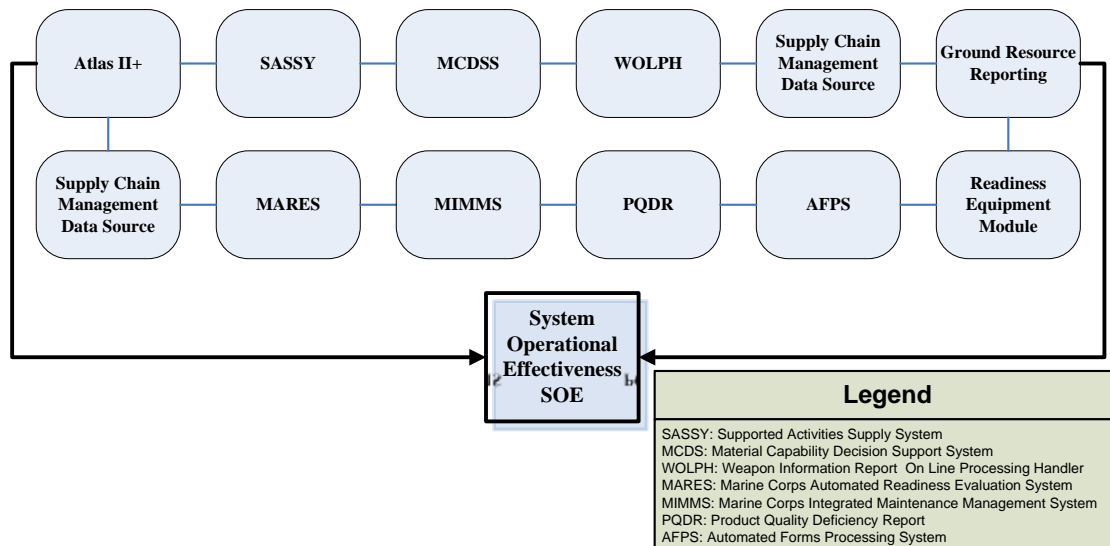 Atlas II+
SASSY
MCDSS
WOLPH
Supply Chain
Management
Data Source
Ground Resource
Reporting
Supply Chain
Management
Data Source
MARES
MIMMS
PQDR
AFPS
Readiness
Equipment
Module
System
Operational
Effectiveness
SOE
Legend
SASSY: Supported Activities Supply System
MCDS: Material Capability Decision Support System
WOLPH: Weapon Information Report On Line Processing Handler
MARES: Marine Corps Automated Readiness Evaluation System
MIMMS: Marine Corps Integrated Maintenance Management System
PQDR: Product Quality Deficiency Report
AFPS: Automated Forms Processing System